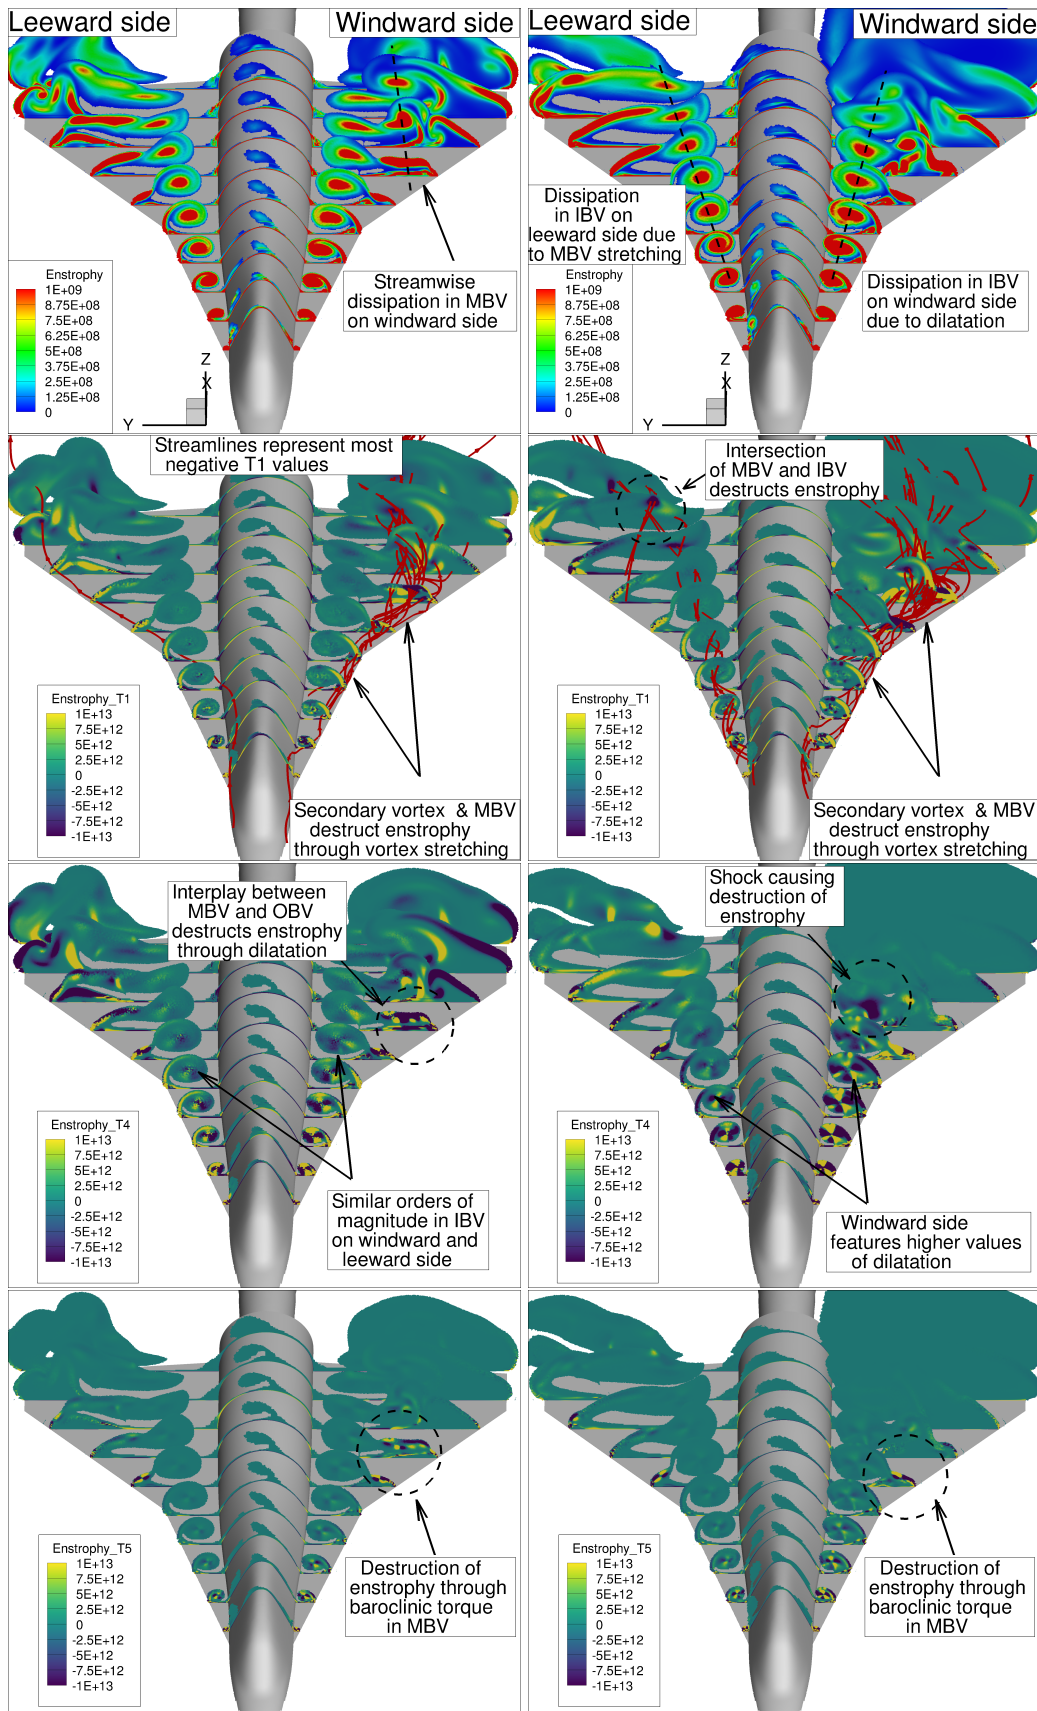 Leeward side
Windward side
Streamwise
dissipation in MBV
on windward side
Enstrophy
1E+09
8.75E+08
7.5E+08
6.25E+08
5E+08
3.75E+08
2.5E+08
1.25E+08
0
Z
X
Y
Leeward side
Windward side
Dissipation
in IBV on
leeward side due
to MBV stretching
Dissipation in IBV
on windward side
due to dilatation
Enstrophy
1E+09
8.75E+08
7.5E+08
6.25E+08
5E+08
3.75E+08
2.5E+08
1.25E+08
0
Z
X
Y
Streamlines represent most
negative T1 values
Enstrophy_T1
1E+13
7.5E+12
5E+12
2.5E+12
0
-2.5E+12
-5E+12
-7.5E+12
-1E+13
Secondary vortex & MBV
destruct enstrophy
through vortex stretching
Intersection
of MBV and IBV
destructs enstrophy
Enstrophy_T1
1E+13
7.5E+12
5E+12
2.5E+12
0
-2.5E+12
-5E+12
-7.5E+12
-1E+13
Secondary vortex & MBV
destruct enstrophy
through vortex stretching
Interplay between
MBV and OBV
destructs enstrophy
through dilatation
Enstrophy_T4
1E+13
7.5E+12
5E+12
2.5E+12
0
-2.5E+12
-5E+12
-7.5E+12
-1E+13
Similar orders of
magnitude in IBV
on windward and
leeward side
Shock causing
destruction of
enstrophy
Enstrophy_T4
1E+13
7.5E+12
5E+12
2.5E+12
0
-2.5E+12
-5E+12
-7.5E+12
-1E+13
Windward side
features higher values
of dilatation
Enstrophy_T5
1E+13
7.5E+12
5E+12
2.5E+12
0
-2.5E+12
-5E+12
-7.5E+12
-1E+13
Destruction of
enstrophy through
baroclinic torque
in MBV
Enstrophy_T5
1E+13
7.5E+12
5E+12
2.5E+12
0
-2.5E+12
-5E+12
-7.5E+12
-1E+13
Destruction of
enstrophy through
baroclinic torque
in MBV